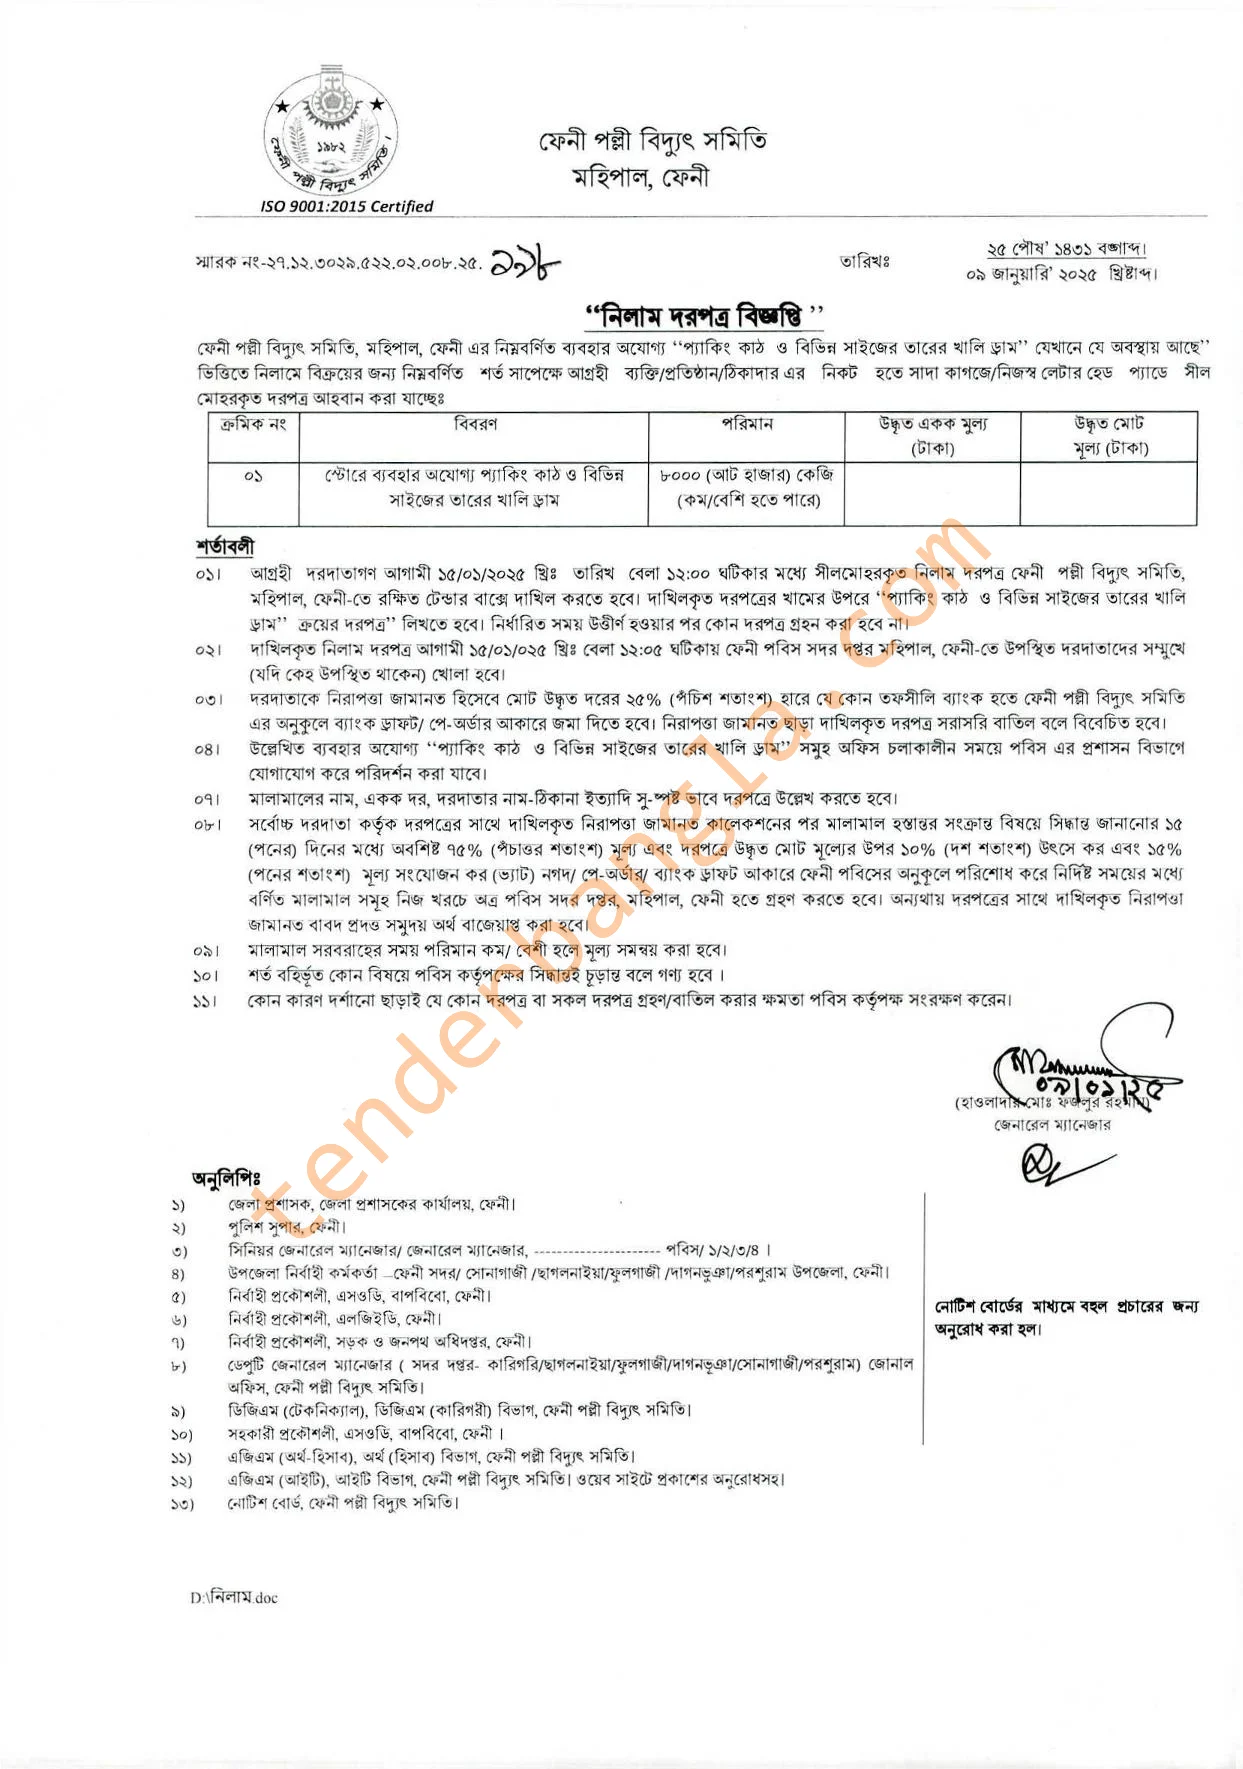 ১৯৮২
ফেনী পল্লী বিদ্যুৎ সমিতি।
ISO 9001:2015 Certified
ফেনী পল্লী বিদ্যুৎ সমিতি
মহিপাল, ফেনী
স্মারক নং-২৭.১২.৩০২৯.৫২২.০২.০০৮.২৫. ১১৮
তারিখঃ
২৫ পৌষ' ১৪৩১ বঙ্গাব্দ।
০৯ জানুয়ারি' ২০২৫ খ্রিষ্টাব্দ।
“নিলাম দরপত্র বিজ্ঞপ্তি ”
ফেনী পল্লী বিদ্যুৎ সমিতি, মহিপাল, ফেনী এর নিম্নবর্ণিত ব্যবহার অযোগ্য “প্যাকিং কাঠ ও বিভিন্ন সাইজের তারের খালি ড্রাম” যেখানে যে অবস্থায় আছে”
ভিত্তিতে নিলামে বিক্রয়ের জন্য নিম্নবর্ণিত শর্ত সাপেক্ষে আগ্রহী ব্যক্তি/প্রতিষ্ঠান/ঠিকাদার এর নিকট হতে সাদা কাগজে/নিজস্ব লেটার হেড প্যাডে সীল
মোহরকৃত দরপত্র আহবান করা যাচ্ছেঃ
ক্রমিক নং বিবরণ পরিমান উদ্ধৃত একক মুল্য (টাকা) উদ্ধৃত মোট মূল্য (টাকা)
০১ স্টোরে ব্যবহার অযোগ্য প্যাকিং কাঠ ও বিভিন্ন ৮০০০ (আট হাজার) কেজি
সাইজের তারের খালি ড্রাম (কম/বেশি হতে পারে)
শর্তাবলী
০১। আগ্রহী দরদাতাগণ আগামী ১৫/০১/২০২৫ খ্রিঃ তারিখ বেলা ১২:০০ ঘটিকার মধ্যে সীলমোহরকৃত নিলাম দরপত্র ফেনী পল্লী বিদ্যুৎ সমিতি,
মহিপাল, ফেনী-তে রক্ষিত টেন্ডার বাক্সে দাখিল করতে হবে। দাখিলকৃত দরপত্রের খামের উপরে “প্যাকিং কাঠ ও বিভিন্ন সাইজের তারের খালি
ড্রাম” ক্রয়ের দরপত্র” লিখতে হবে। নির্ধারিত সময় উত্তীর্ণ হওয়ার পর কোন দরপত্র গ্রহন করা হবে না।
০২। দাখিলকৃত নিলাম দরপত্র আগামী ১৫/০১/০২৫ খ্রিঃ বেলা ১২:০৫ ঘটিকায় ফেনী পবিস সদর দপ্তর মহিপাল, ফেনী-তে উপস্থিত দরদাতাদের সম্মুখে
(যদি কেহ উপস্থিত থাকেন) খোলা হবে।
০৩। দরদাতাকে নিরাপত্তা জামানত হিসেবে মোট উদ্ধৃত দরের ২৫% (পঁচিশ শতাংশ) হারে যে কোন তফসীলি ব্যাংক হতে ফেনী পল্লী বিদ্যুৎ সমিতি
এর অনুকুলে ব্যাংক ড্রাফট/ পে-অর্ডার আকারে জমা দিতে হবে। নিরাপত্তা জামানত ছাড়া দাখিলকৃত দরপত্র সরাসরি বাতিল বলে বিবেচিত হবে।
০৪। উল্লেখিত ব্যবহার অযোগ্য “প্যাকিং কাঠ ও বিভিন্ন সাইজের তারের খালি ড্রাম” সমুহ অফিস চলাকালীন সময়ে পবিস এর প্রশাসন বিভাগে
যোগাযোগ করে পরিদর্শন করা যাবে।
০৭। মালামালের নাম, একক দর, দরদাতার নাম-ঠিকানা ইত্যাদি সু-স্পষ্ট ভাবে দরপত্রে উল্লেখ করতে হবে।
০৮। সর্বোচ্চ দরদাতা কর্তৃক দরপত্রের সাথে দাখিলকৃত নিরাপত্তা জামানত কালেকশনের পর মালামাল হস্তান্তর সংক্রান্ত বিষয়ে সিদ্ধান্ত জানানোর ১৫
(পনের) দিনের মধ্যে অবশিষ্ট ৭৫% (পঁচাত্তর শতাংশ) মূল্য এবং দরপত্রে উদ্ধৃত মোট মূল্যের উপর ১০% (দশ শতাংশ) উৎসে কর এবং ১৫%
(পনের শতাংশ) মূল্য সংযোজন কর (ভ্যাট) নগদ/ পে-অর্ডার/ ব্যাংক ড্রাফট আকারে ফেনী পবিসের অনুকূলে পরিশোধ করে নির্দিষ্ট সময়ের মধ্যে
বর্ণিত মালামাল সমূহ নিজ খরচে অত্র পবিস সদর দপ্তর, মহিপাল, ফেনী হতে গ্রহণ করতে হবে। অন্যথায় দরপত্রের সাথে দাখিলকৃত নিরাপত্তা
জামানত বাবদ প্রদত্ত সমুদয় অর্থ বাজেয়াপ্ত করা হবে।
০৯। মালামাল সরবরাহের সময় পরিমান কম/ বেশী হলে মূল্য সমন্বয় করা হবে।
১০। শর্ত বহির্ভূত কোন বিষয়ে পবিস কর্তৃপক্ষের সিদ্ধান্তই চূড়ান্ত বলে গণ্য হবে ।
১১। কোন কারণ দর্শানো ছাড়াই যে কোন দরপত্র বা সকল দরপত্র গ্রহণ/বাতিল করার ক্ষমতা পবিস কর্তৃপক্ষ সংরক্ষণ করেন।
০৯/০১/২৫
(হাওলাদার মোঃ ফজলুর রহমান)
জেনারেল ম্যানেজার
অনুলিপিঃ
১) জেলা প্রশাসক, জেলা প্রশাসকের কার্যালয়, ফেনী।
২) পুলিশ সুপার, ফেনী।
৩) সিনিয়র জেনারেল ম্যানেজার/ জেনারেল ম্যানেজার, ---------------------- পবিস/ ১/২/৩/৪ ।
৪) উপজেলা নির্বাহী কর্মকর্তা –ফেনী সদর/ সোনাগাজী /ছাগলনাইয়া/ফুলগাজী /দাগনভুঞা/পরশুরাম উপজেলা, ফেনী।
৫) নির্বাহী প্রকৌশলী, এসওডি, বাপবিবো, ফেনী।
৬) নির্বাহী প্রকৌশলী, এলজিইডি, ফেনী।
৭) নির্বাহী প্রকৌশলী, সড়ক ও জনপথ অধিদপ্তর, ফেনী।
৮) ডেপুটি জেনারেল ম্যানেজার ( সদর দপ্তর- কারিগরি/ছাগলনাইয়া/ফুলগাজী/দাগনভূঞা/সোনাগাজী/পরশুরাম) জোনাল
অফিস, ফেনী পল্লী বিদ্যুৎ সমিতি।
৯) ডিজিএম (টেকনিক্যাল), ডিজিএম (কারিগরী) বিভাগ, ফেনী পল্লী বিদ্যুৎ সমিতি।
১০) সহকারী প্রকৌশলী, এসওডি, বাপবিবো, ফেনী ।
১১) এজিএম (অর্থ-হিসাব), অর্থ (হিসাব) বিভাগ, ফেনী পল্লী বিদ্যুৎ সমিতি।
১২) এজিএম (আইটি), আইটি বিভাগ, ফেনী পল্লী বিদ্যুৎ সমিতি। ওয়েব সাইটে প্রকাশের অনুরোধসহ।
১৩) নোটিশ বোর্ড, ফেনী পল্লী বিদ্যুৎ সমিতি।
নোটিশ বোর্ডের মাধ্যমে বহুল প্রচারের জন্য
অনুরোধ করা হল।
D:\নিলাম.doc
tenderbangla.com